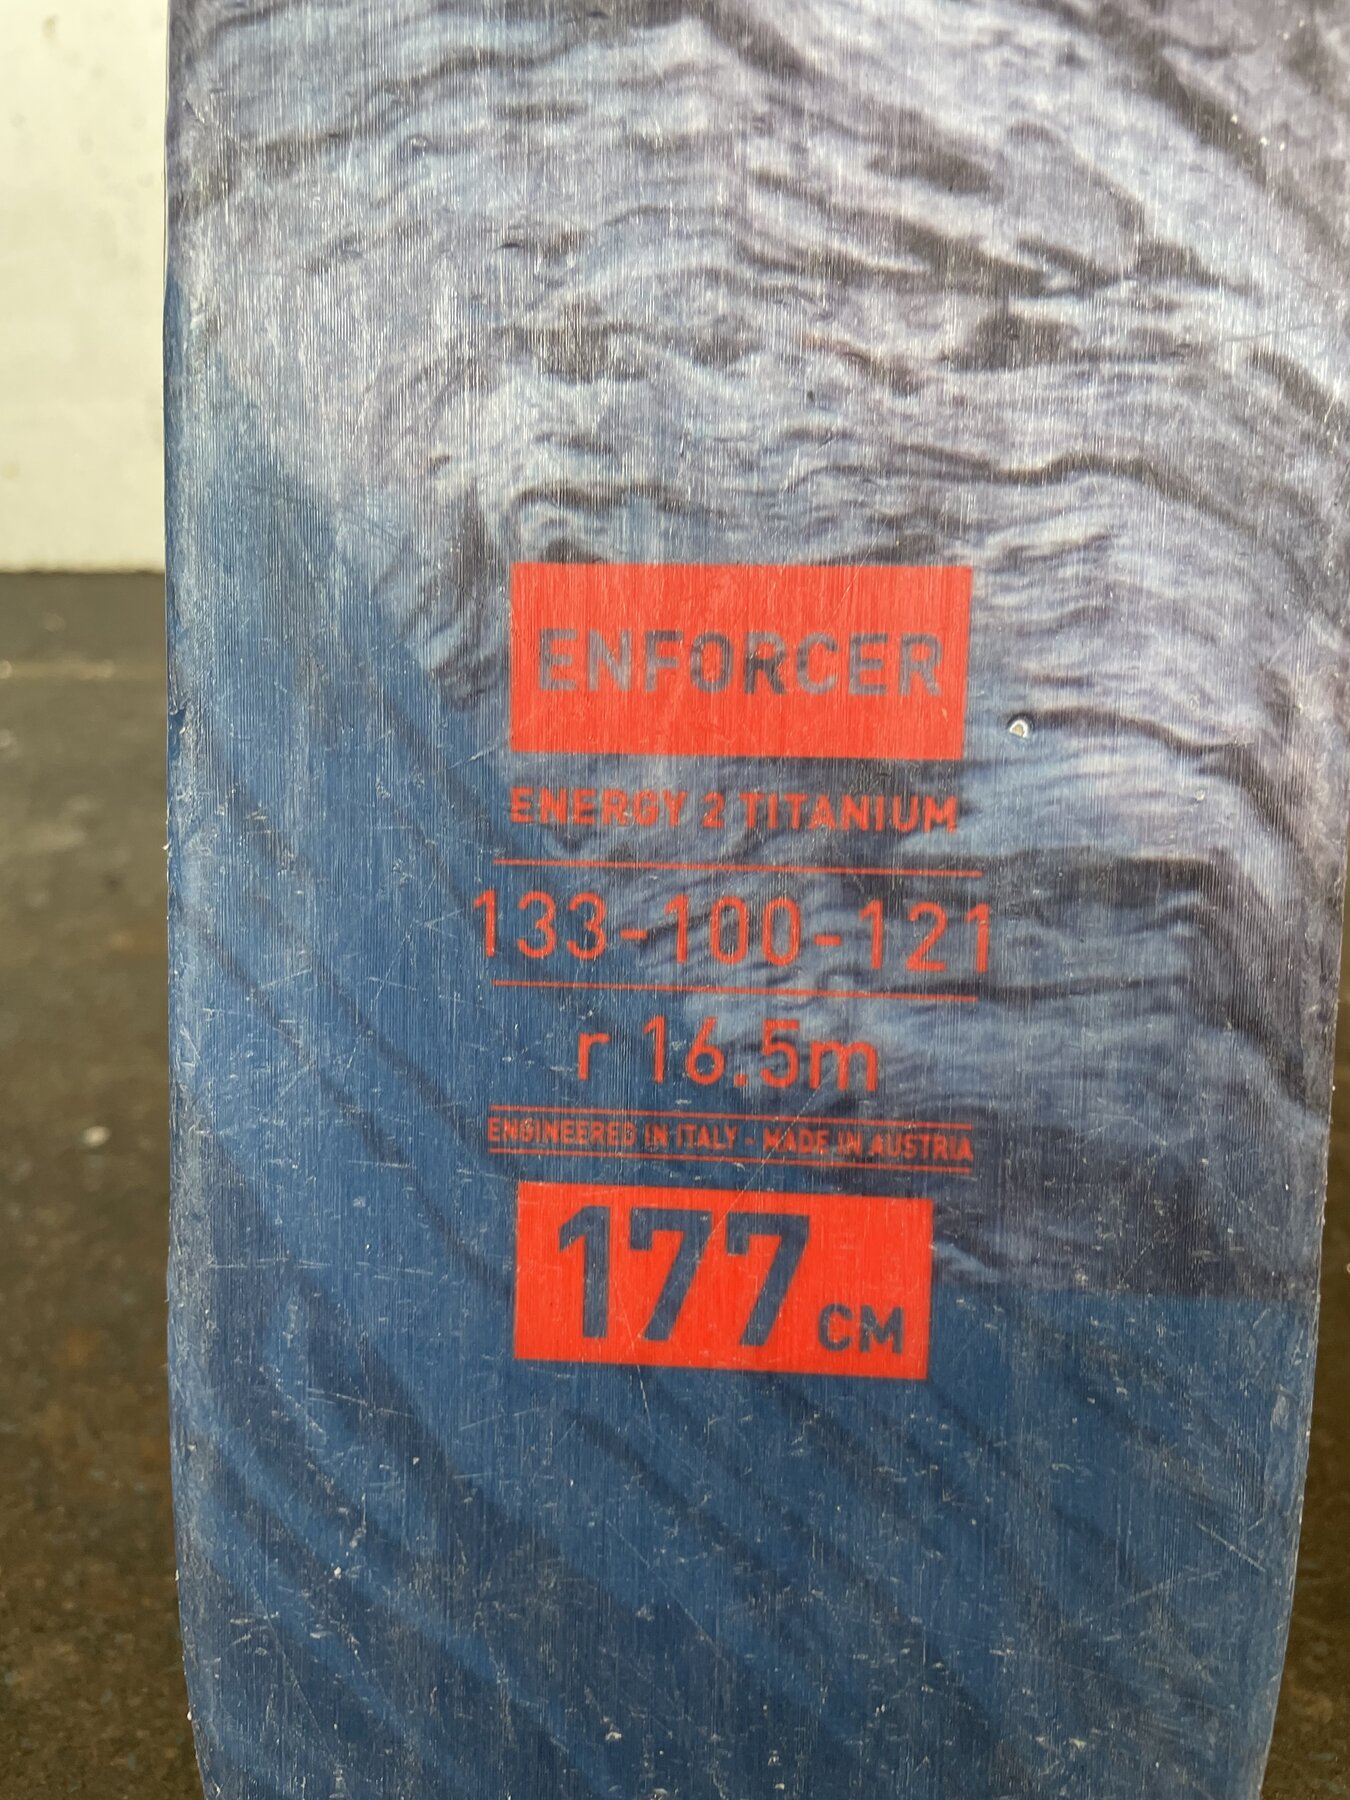 ENFORCER
ENERGY 2 TITANIUM
133-100-121
r 16.5m
ENGINEERED IN ITALY - MADE IN AUSTRIA
177 CM